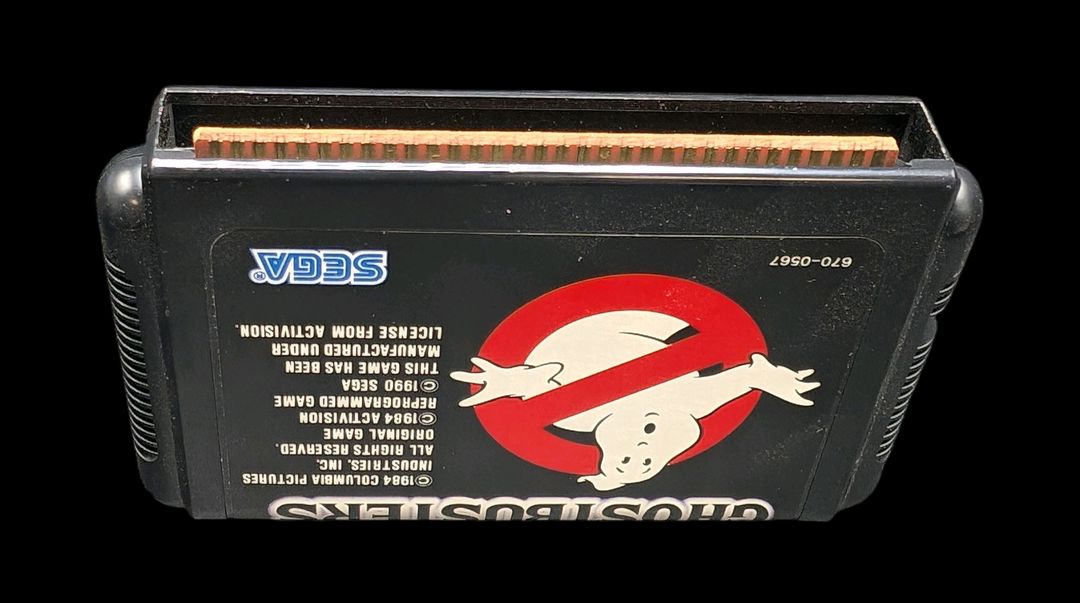 GHOSTBUSTERS
©1984 COLUMBIA PICTURES
INDUSTRIES, INC.
ALL RIGHTS RESERVED.
ORIGINAL GAME
©1984 ACTIVISION
REPROGRAMMED GAME
©1990 SEGA
THIS GAME HAS BEEN
MANUFACTURED UNDER
LICENSE FROM ACTIVISION.
670-0567
SEGA®